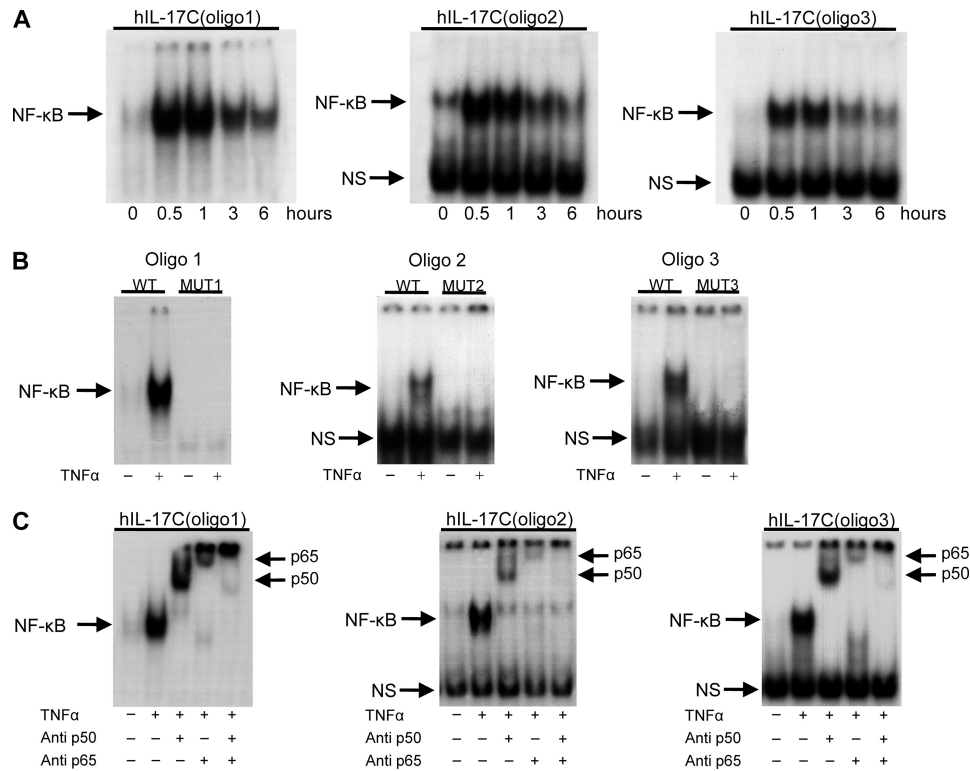 A
hIL-17C(oligo1)
hIL-17C(oligo2)
hIL-17C(oligo3)
NF-κB
NF-κB
NF-κB
NS
NS
0 0.5 1 3 6 hours
0 0.5 1 3 6 hours
0 0.5 1 3 6 hours
B
Oligo 1
Oligo 2
Oligo 3
WT MUT1
WT MUT2
WT MUT3
NF-κB
NF-κB
NF-κB
NS
NS
TNFα − +  − +
− + − +
− + − +
C
hIL-17C(oligo1)
hIL-17C(oligo2)
hIL-17C(oligo3)
p65
p50
p65
p50
p65
p50
NF-κB
NF-κB
NF-κB
NS
NS
TNFα − + + + +
Anti p50 − − + − +
Anti p65 − − − + +
TNFα − + + + +
Anti p50 − − + − +
Anti p65 − − − + +
TNFα − + + + +
Anti p50 − − + − +
Anti p65 − − − + +